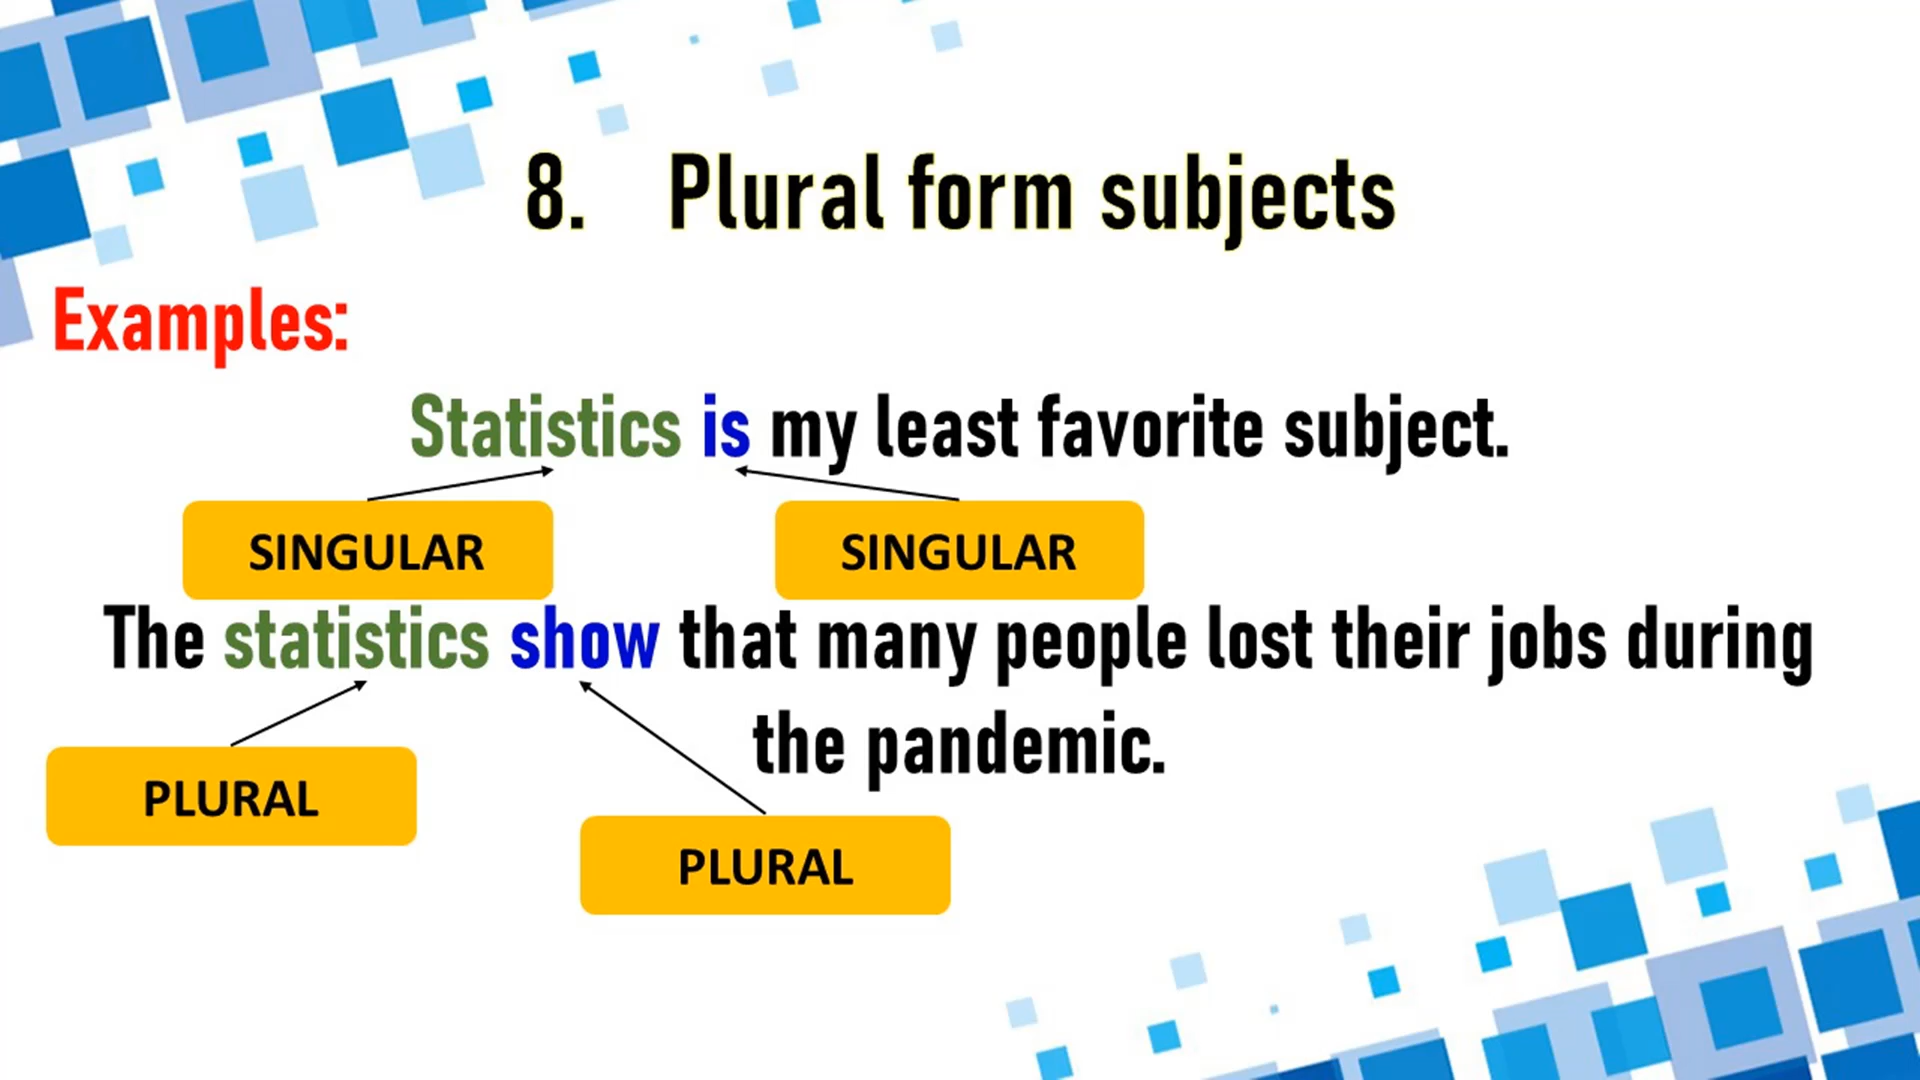 8. Plural form subjects
Examples:
Statistics is my least favorite subject.
SINGULAR SINGULAR
The statistics show that many people lost their jobs during
the pandemic.
PLURAL
PLURAL